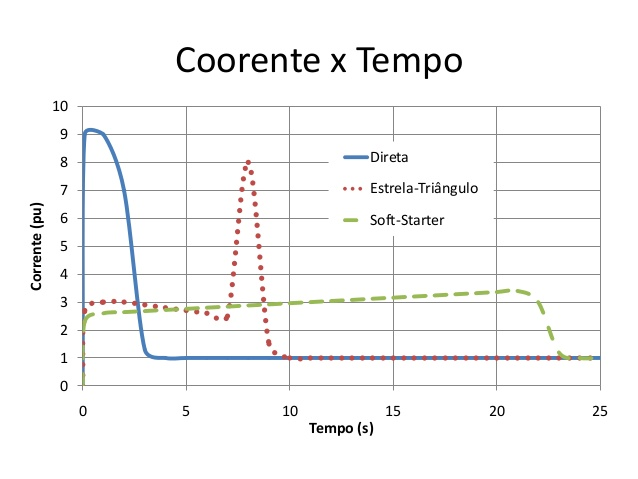 Coorente x Tempo
10
9
8
7
6
5
4
3
2
1
0
Corrente (pu)
Direta
Estrela-Triângulo
Soft-Starter
0 5 10 15 20 25
Tempo (s)